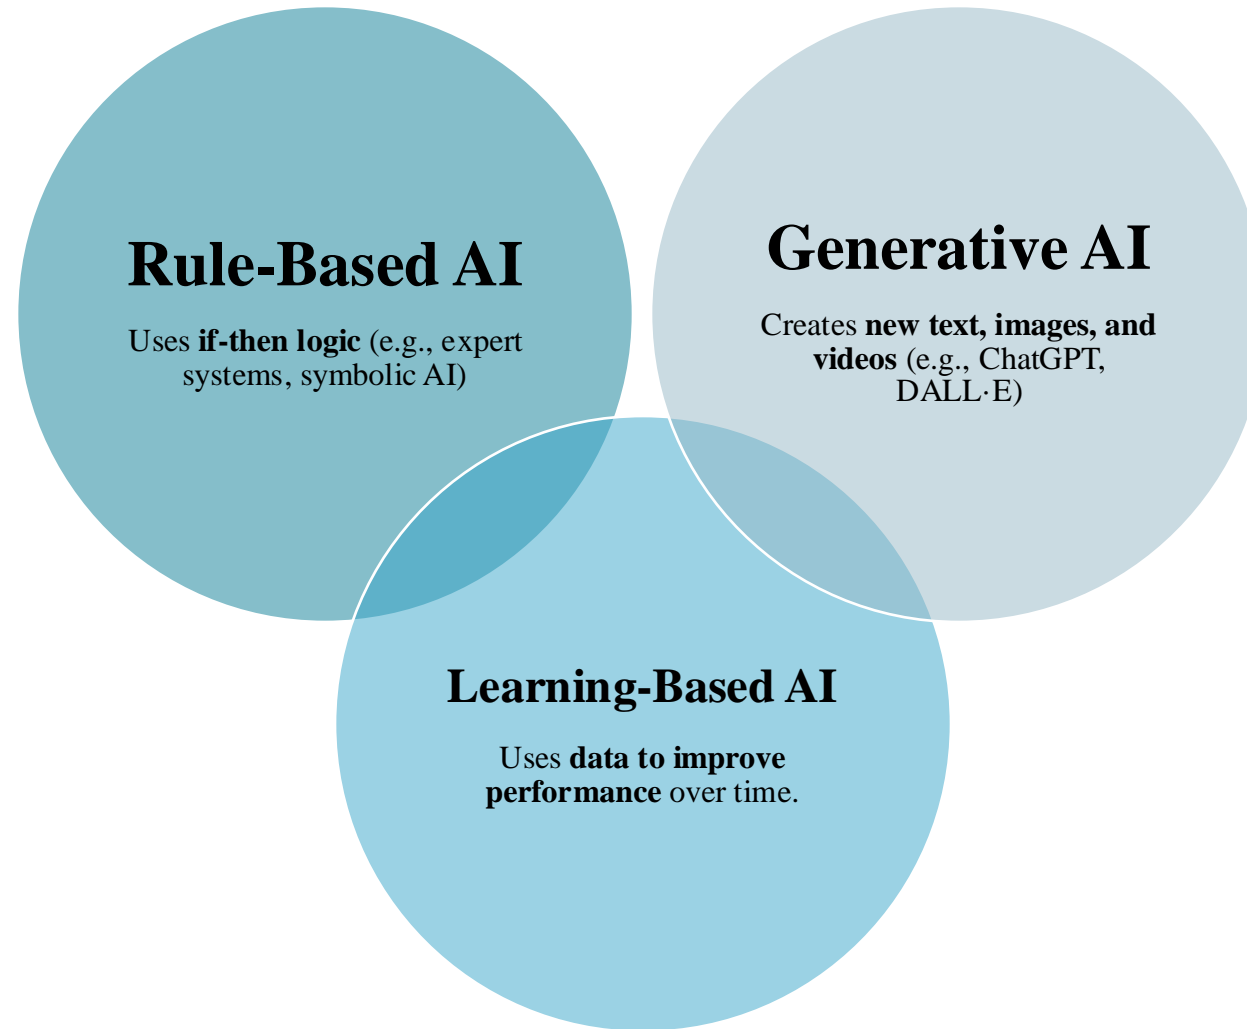 Rule-Based AI
Uses if-then logic (e.g., expert
systems, symbolic AI)
Generative AI
Creates new text, images, and
videos (e.g., ChatGPT,
DALL·E)
Learning-Based AI
Uses data to improve
performance over time.